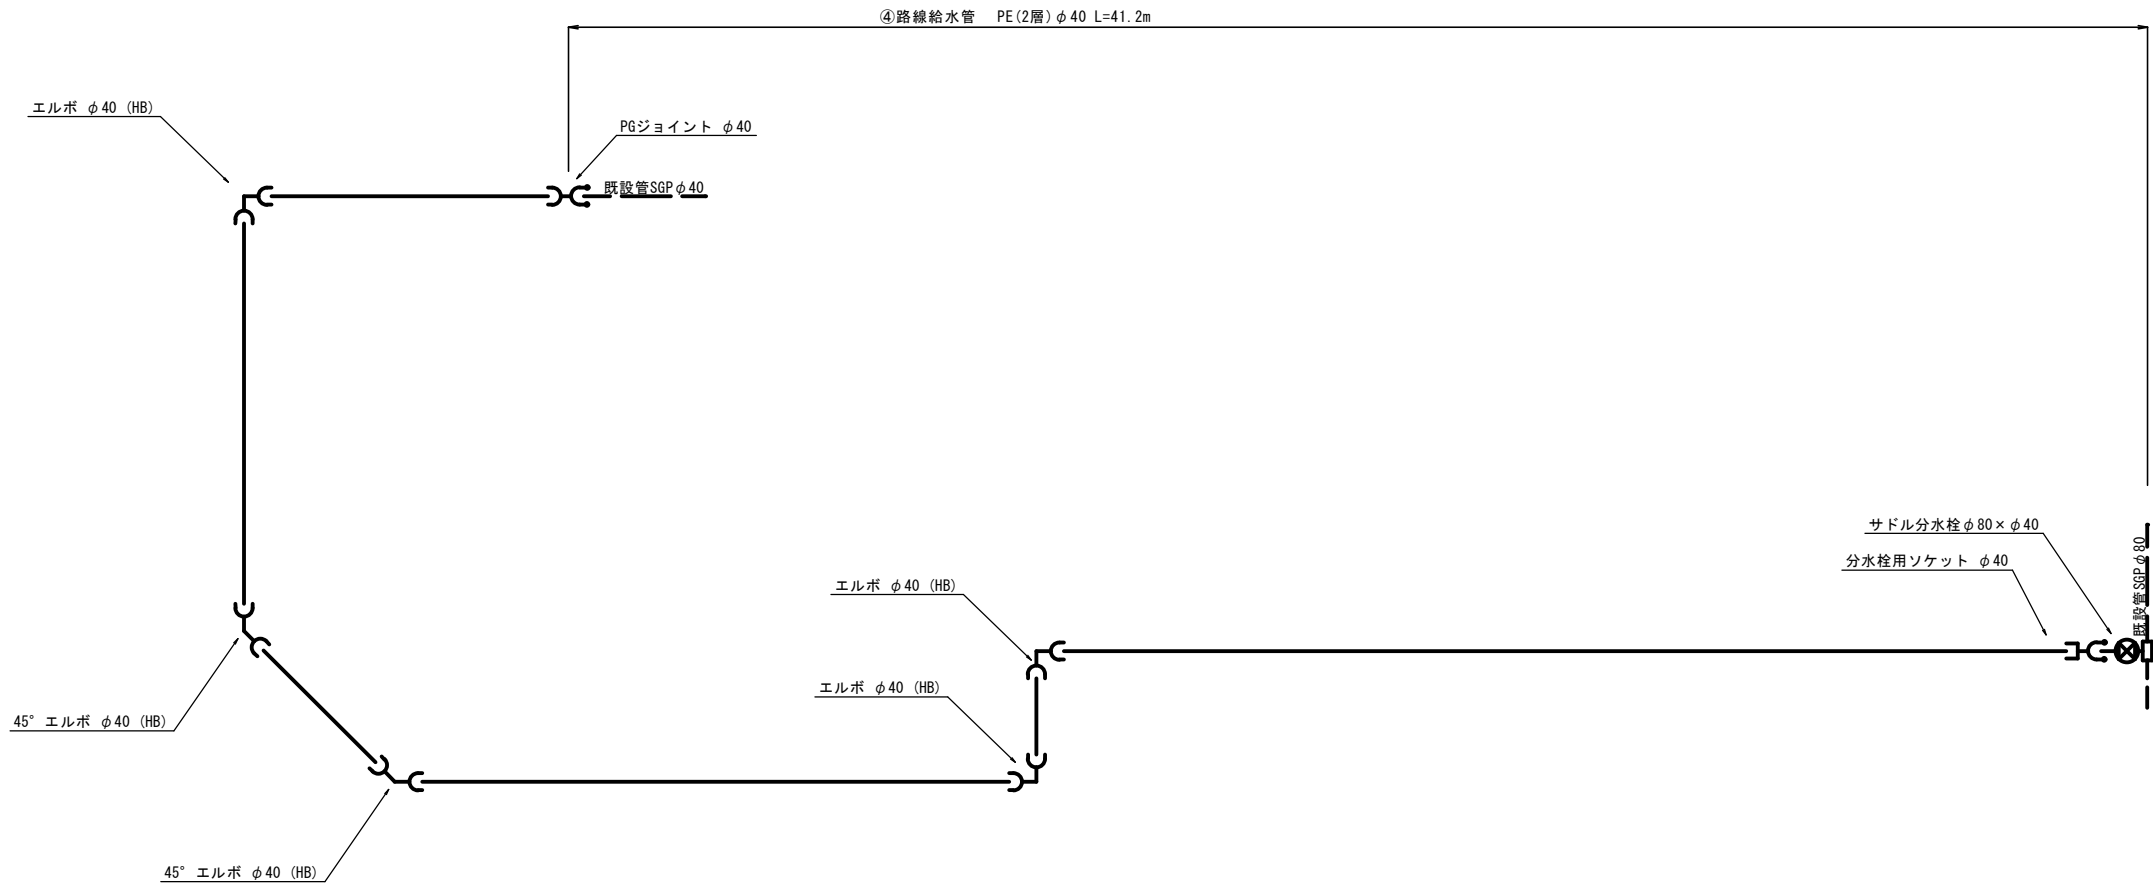 ④路線給水管 PE(2層)φ40 L=41.2m
エルボ φ40 (HB)
PGジョイント φ40
既設管SGPφ40
サドル分水栓φ80×φ40
既設管SGPφ80
分水栓用ソケット φ40
エルボ φ40 (HB)
エルボ φ40 (HB)
45° エルボ φ40 (HB)
45° エルボ φ40 (HB)